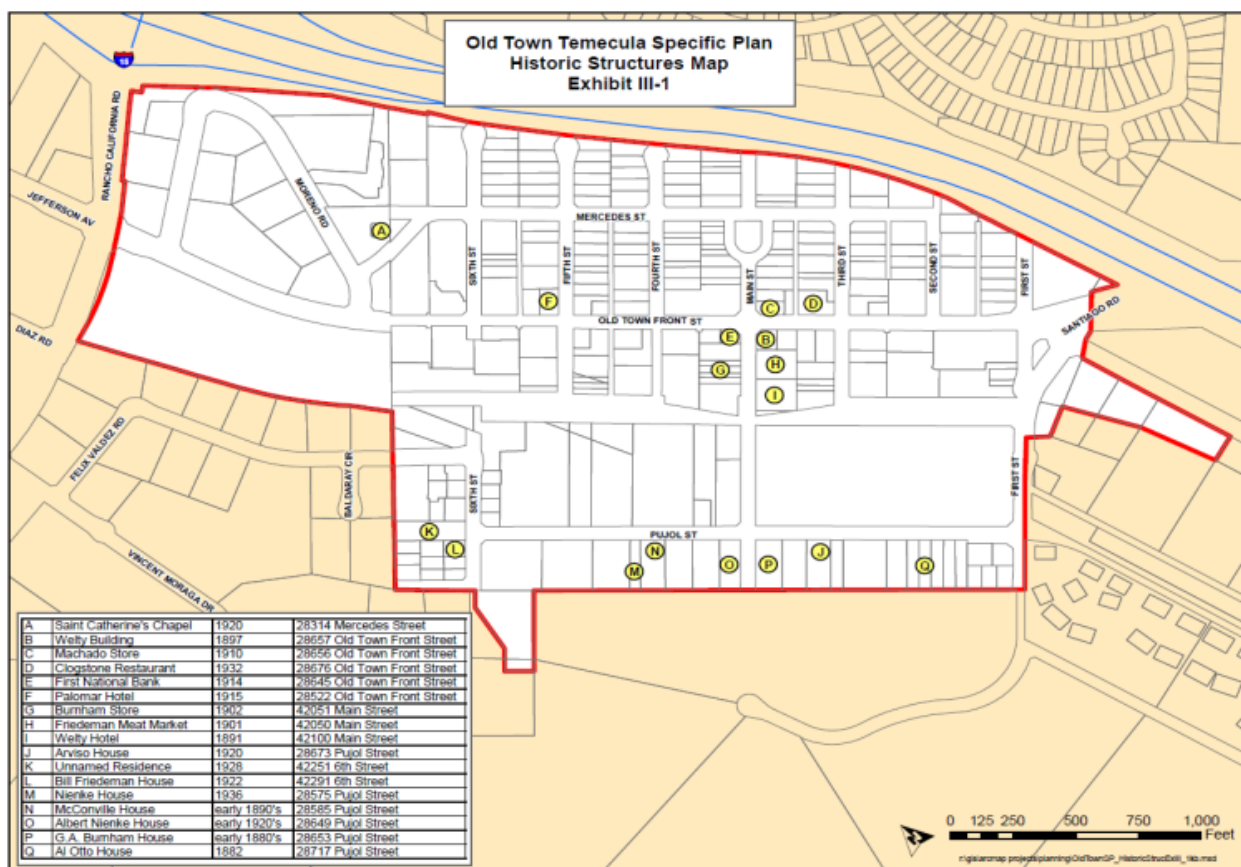 Old Town Temecula Specific Plan
Historic Structures Map
Exhibit III-1
15
RANCHO CALIFORNIA RD
JEFFERSON AV
DIAZ RD
MORENO RD
MERCEDES ST
SIXTH ST
FIFTH ST
FOURTH ST
MAIN ST
THIRD ST
SECOND ST
FIRST ST
SANTIAGO RD
OLD TOWN FRONT ST
A
F
C
D
E
B
G
H
I
FELIX VALDEZ RD
BALDARAY CIR
SIXTH ST
FIRST ST
VINCENT MORAGA DR
PUJOL ST
K
L
N
M
O
P
J
Q
A Saint Catherine's Chapel 1920 28314 Mercedes Street
B Welty Building 1897 28657 Old Town Front Street
C Machado Store 1910 28656 Old Town Front Street
D Clogstone Restaurant 1932 28676 Old Town Front Street
E First National Bank 1914 28645 Old Town Front Street
F Palomar Hotel 1915 28522 Old Town Front Street
G Burnham Store 1902 42051 Main Street
H Friedeman Meat Market 1901 42050 Main Street
I Welty Hotel 1891 42100 Main Street
J Arviso House 1920 28673 Pujol Street
K Unnamed Residence 1928 42251 6th Street
L Bill Friedeman House 1922 42291 6th Street
M Nienke House 1936 28575 Pujol Street
N McConville House early 1890's 28585 Pujol Street
O Albert Nienke House early 1920's 28649 Pujol Street
P G.A. Burnham House early 1880's 28653 Pujol Street
Q Al Otto House 1882 28717 Pujol Street
0 125 250 500 750 1,000
Feet